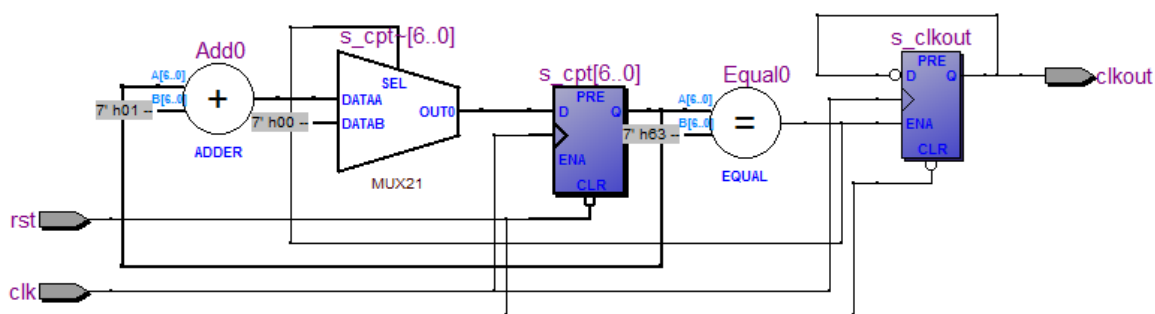 Add0
A[6..0]
B[6..0]
7' h01 --
+
ADDER
s_cpt~[6..0]
SEL
DATAA
DATAB
OUT0
7' h00 --
MUX21
s_cpt[6..0]
PRE
D
Q
ENA
CLR
Equal0
A[6..0]
B[6..0]
7' h63 --
=
EQUAL
s_clkout
PRE
D
Q
ENA
CLR
clkout
rst
clk